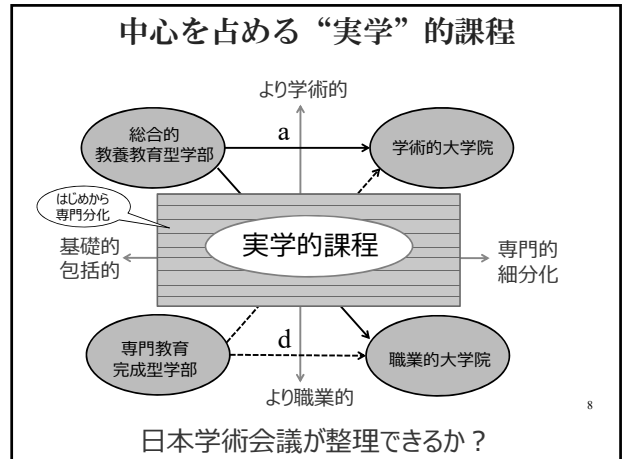 中心を占める“実学”的課程
より学術的
総合的
教養教育型学部
a
学術的大学院
はじめから
専門分化
基礎的
包括的
実学的課程
専門的
細分化
専門教育
完成型学部
d
職業的大学院
より職業的
8
日本学術会議が整理できるか？